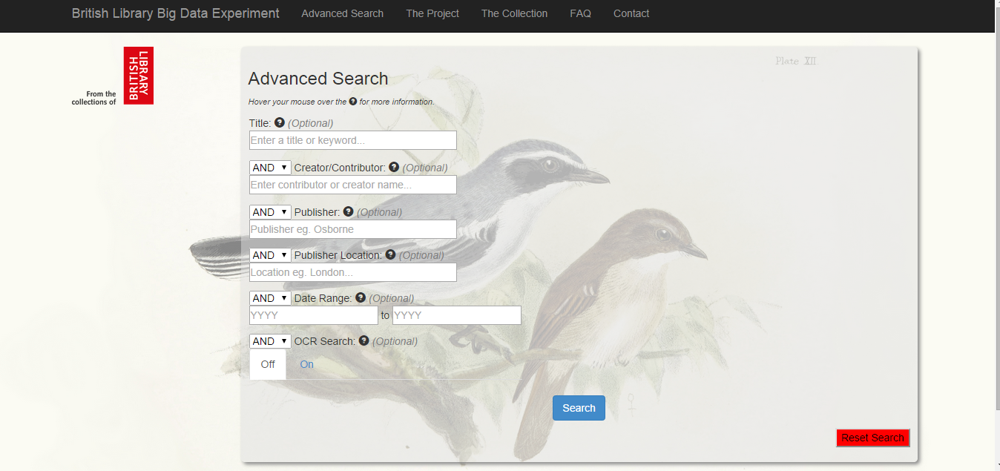 British Library Big Data Experiment Advanced Search The Project The Collection FAQ Contact
LIBRARY
BRITISH
From the
collections of
Plate XII
Advanced Search
Hover your mouse over the ? for more information.
Title: ? (Optional)
Enter a title or keyword...
AND ▼ Creator/Contributor: ? (Optional)
Enter contributor or creator name...
AND ▼ Publisher: ? (Optional)
Publisher eg. Osborne
AND ▼ Publisher Location: ? (Optional)
Location eg. London...
AND ▼ Date Range: ? (Optional)
YYYY to YYYY
AND ▼ OCR Search: ? (Optional)
Off On
Search
Reset Search